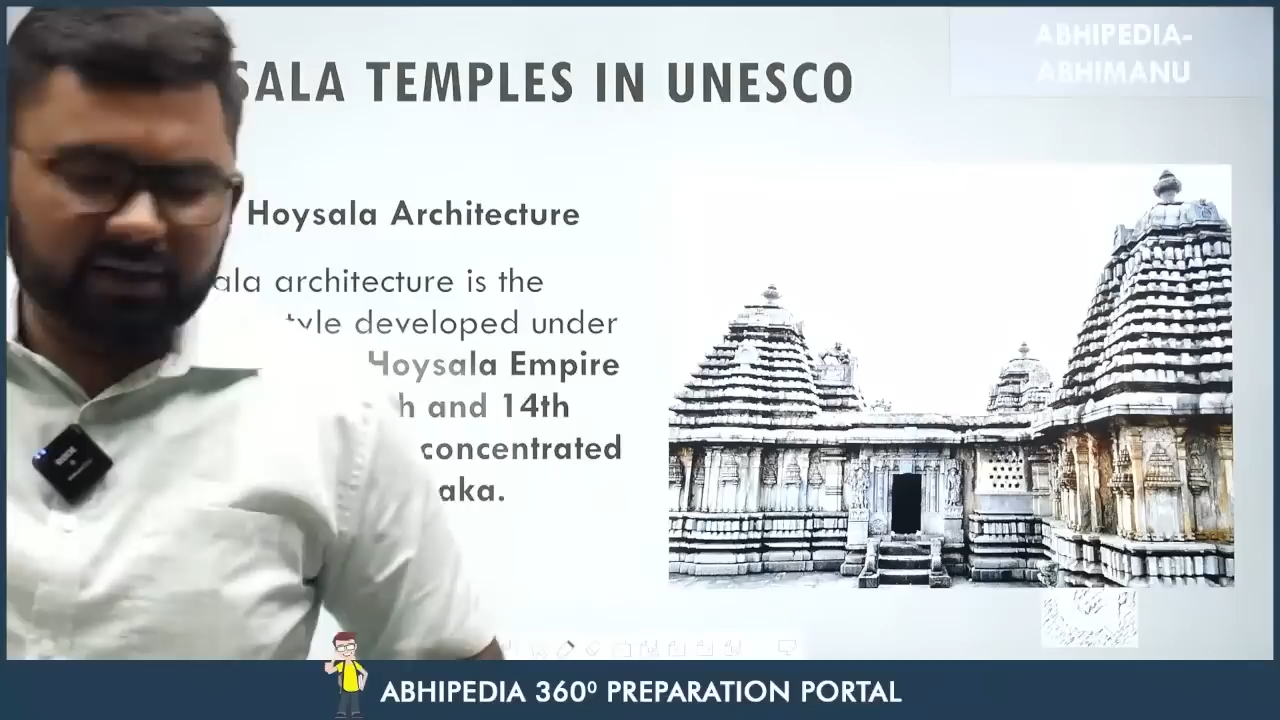 ABHIPEDIA-
ABHIMANU
SALA TEMPLES IN UNESCO
Hoysala Architecture
ala architecture is the
tyle developed under
Hoysala Empire
h and 14th
concentrated
aka.
ABHIPEDIA 360º PREPARATION PORTAL